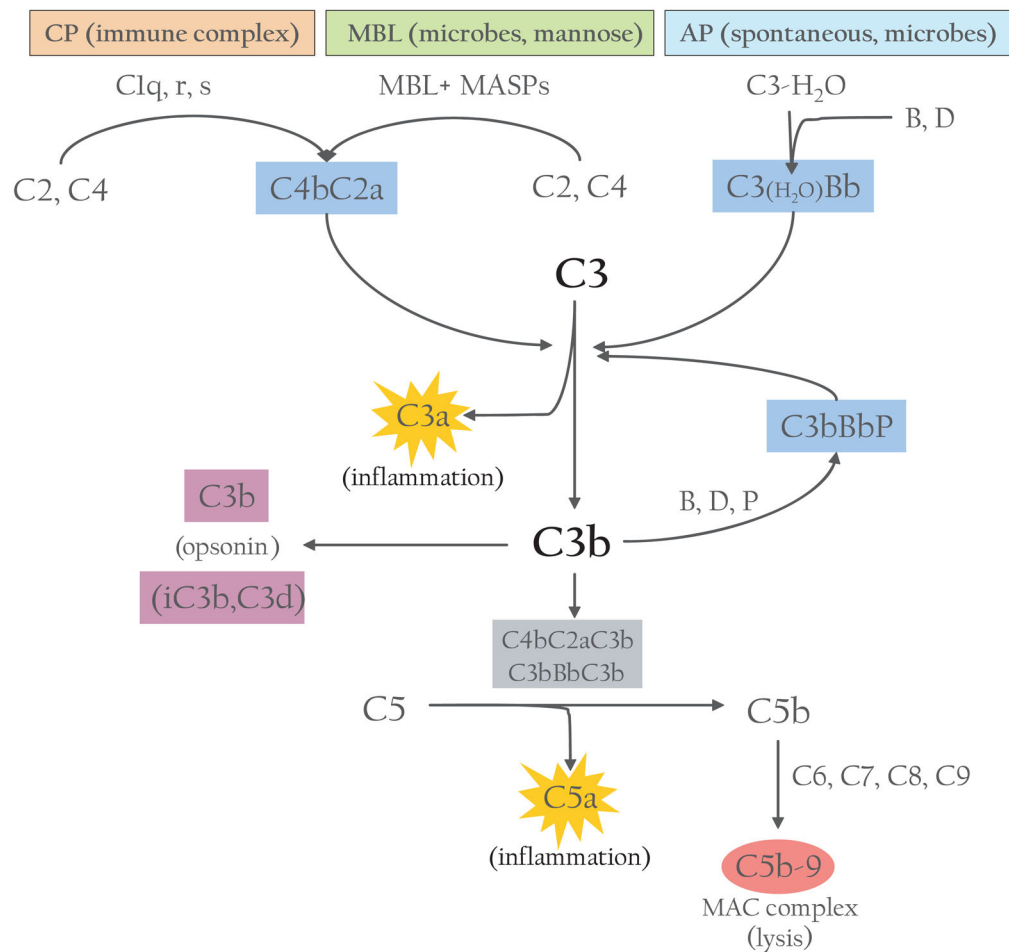 CP (immune complex)
MBL (microbes, mannose)
AP (spontaneous, microbes)
Clq, r, s
MBL+ MASPs
C3-H₂O
B, D
C2, C4
C4bC2a
C2, C4
C3(H₂O)Bb
C3
C3a
(inflammation)
C3bBbP
B, D, P
C3b
(opsonin)
(iC3b,C3d)
C3b
C4bC2aC3b
C3bBbC3b
C5
C5b
C5a
(inflammation)
C6, C7, C8, C9
C5b-9
MAC complex
(lysis)